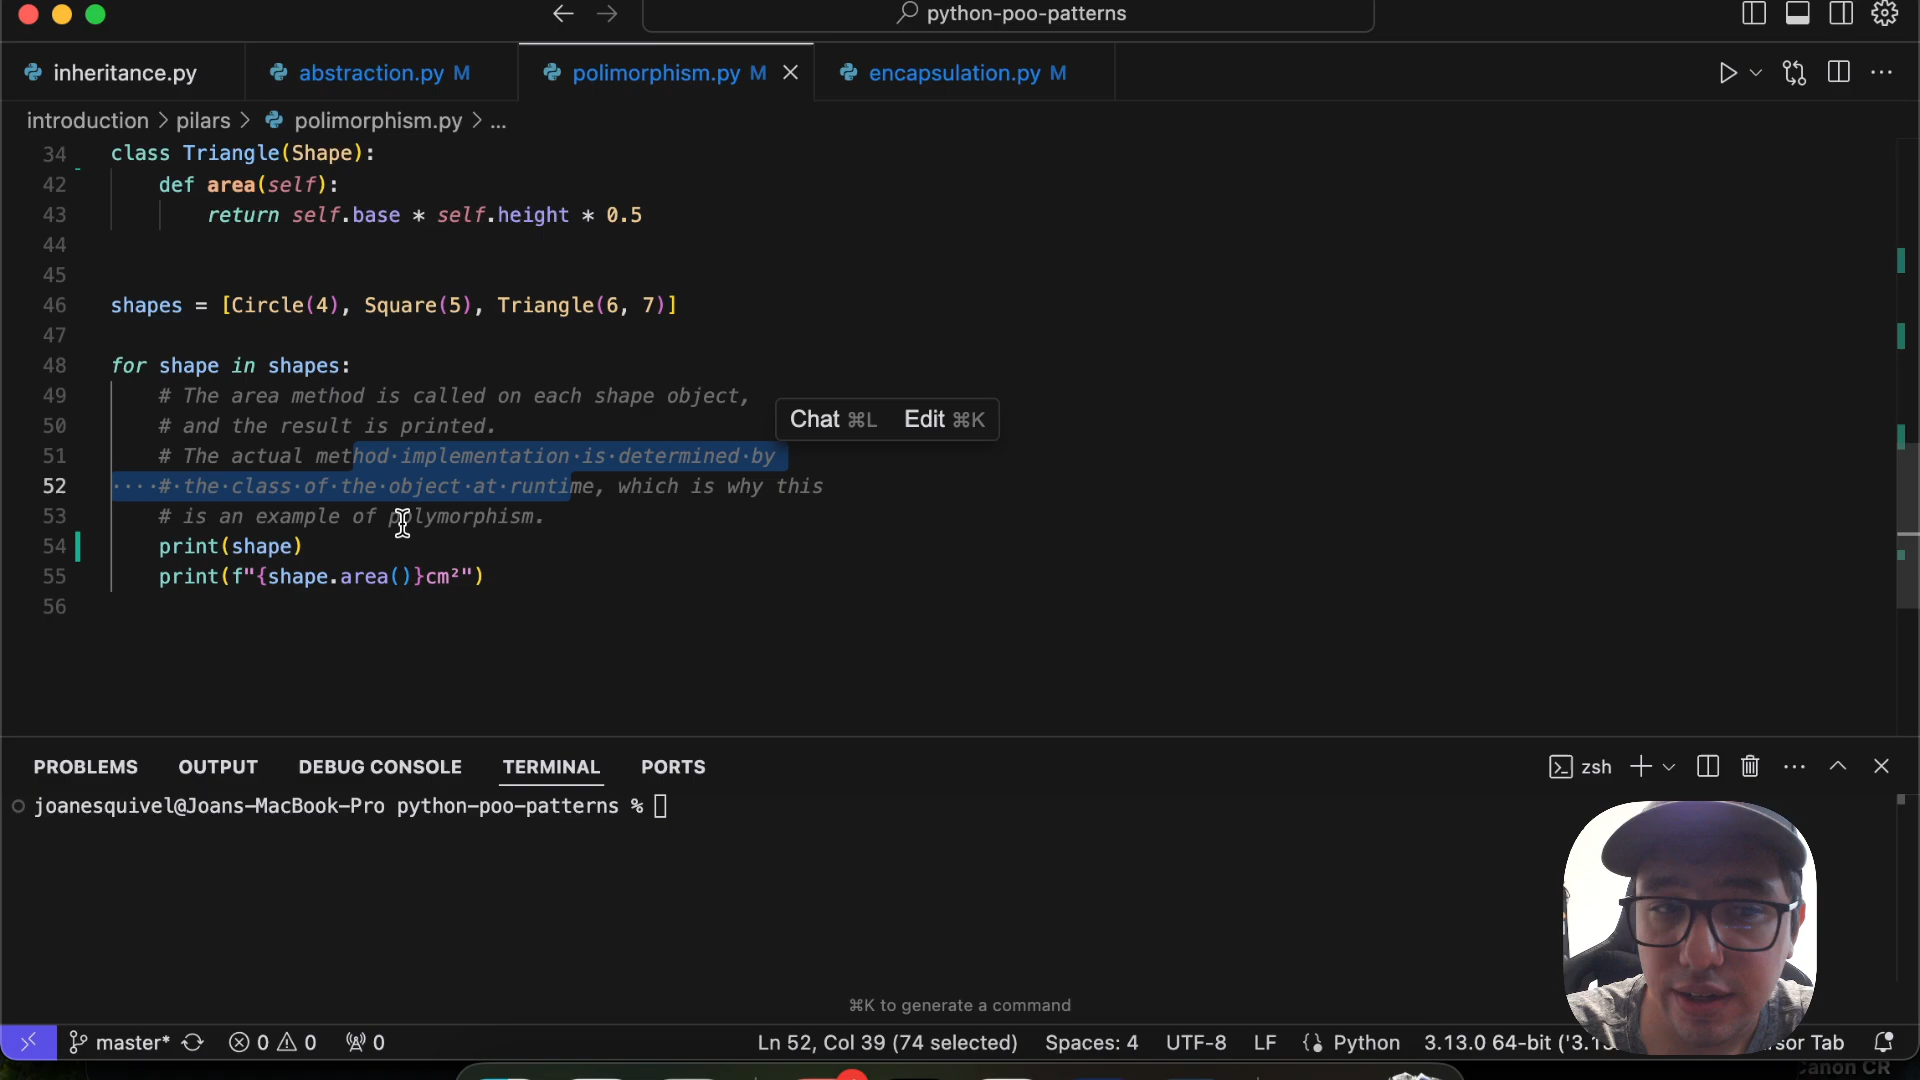 python-poo-patterns
inheritance.py
abstraction.py M
polimorphism.py M
encapsulation.py M
introduction > pilars > polimorphism.py > ...
34 class Triangle(Shape):
42 def area(self):
43 return self.base * self.height * 0.5
44
45
46 shapes = [Circle(4), Square(5), Triangle(6, 7)]
47
48 for shape in shapes:
49 # The area method is called on each shape object,
50 # and the result is printed.
51 # The actual method·implementation·is·determined·by
52 ····#·the·class·of·the·object·at·runtime, which is why this
53 # is an example of polymorphism.
54 print(shape)
55 print(f"{shape.area()}cm²")
56
Chat ⌘L Edit ⌘K
PROBLEMS OUTPUT DEBUG CONSOLE TERMINAL PORTS
zsh
joanesquivel@Joans-MacBook-Pro python-poo-patterns %
⌘K to generate a command
master* 0 0 0 Ln 52, Col 39 (74 selected) Spaces: 4 UTF-8 LF Python 3.13.0 64-bit ('3.13 Tab